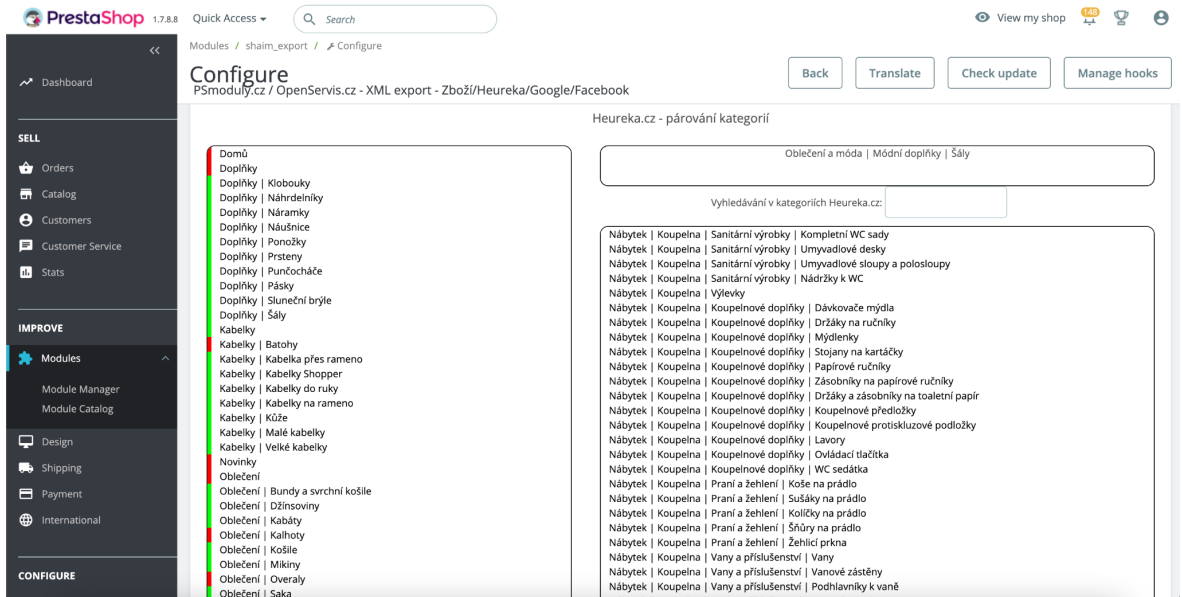 PrestaShop 1.7.8.8 Quick Access Search View my shop 148
Modules / shaim_export / Configure
Configure
PSmoduly.cz / OpenServis.cz - XML export - Zboží/Heureka/Google/Facebook
Back Translate Check update Manage hooks
Dashboard
SELL
Orders
Catalog
Customers
Customer Service
Stats
IMPROVE
Modules
Module Manager
Module Catalog
Design
Shipping
Payment
International
CONFIGURE
Heureka.cz - párování kategorií
Domů
Doplňky
Doplňky | Klobouky
Doplňky | Náhrdelníky
Doplňky | Náramky
Doplňky | Náušnice
Doplňky | Ponožky
Doplňky | Prsteny
Doplňky | Punčocháče
Doplňky | Pásky
Doplňky | Sluneční brýle
Doplňky | Šály
Kabelky
Kabelky | Batohy
Kabelky | Kabelka přes rameno
Kabelky | Kabelky Shopper
Kabelky | Kabelky do ruky
Kabelky | Kabelky na rameno
Kabelky | Kůže
Kabelky | Malé kabelky
Kabelky | Velké kabelky
Novinky
Oblečení
Oblečení | Bundy a svrchní košile
Oblečení | Džínsoviny
Oblečení | Kabáty
Oblečení | Kalhoty
Oblečení | Košile
Oblečení | Mikiny
Oblečení | Overaly
Oblečení | Saka
Oblečení a móda | Módní doplňky | Šály
Vyhledávání v kategoriích Heureka.cz:
Nábytek | Koupelna | Sanitární výrobky | Kompletní WC sady
Nábytek | Koupelna | Sanitární výrobky | Umyvadlové desky
Nábytek | Koupelna | Sanitární výrobky | Umyvadlové sloupy a polosloupy
Nábytek | Koupelna | Sanitární výrobky | Nádržky k WC
Nábytek | Koupelna | Výlevky
Nábytek | Koupelna | Koupelnové doplňky | Dávkovače mýdla
Nábytek | Koupelna | Koupelnové doplňky | Držáky na ručníky
Nábytek | Koupelna | Koupelnové doplňky | Mýdlenky
Nábytek | Koupelna | Koupelnové doplňky | Stojany na kartáčky
Nábytek | Koupelna | Koupelnové doplňky | Papírové ručníky
Nábytek | Koupelna | Koupelnové doplňky | Zásobníky na papírové ručníky
Nábytek | Koupelna | Koupelnové doplňky | Držáky a zásobníky na toaletní papír
Nábytek | Koupelna | Koupelnové doplňky | Koupelnové předložky
Nábytek | Koupelna | Koupelnové doplňky | Koupelnové protiskluzové podložky
Nábytek | Koupelna | Koupelnové doplňky | Lavory
Nábytek | Koupelna | Koupelnové doplňky | Ovládací tlačítka
Nábytek | Koupelna | Koupelnové doplňky | WC sedátka
Nábytek | Koupelna | Praní a žehlení | Koše na prádlo
Nábytek | Koupelna | Praní a žehlení | Sušáky na prádlo
Nábytek | Koupelna | Praní a žehlení | Kolíčky na prádlo
Nábytek | Koupelna | Praní a žehlení | Šňůry na prádlo
Nábytek | Koupelna | Praní a žehlení | Žehlicí prkna
Nábytek | Koupelna | Vany a příslušenství | Vany
Nábytek | Koupelna | Vany a příslušenství | Vanové zástěny
Nábytek | Koupelna | Vany a příslušenství | Podhlavníky k vaně